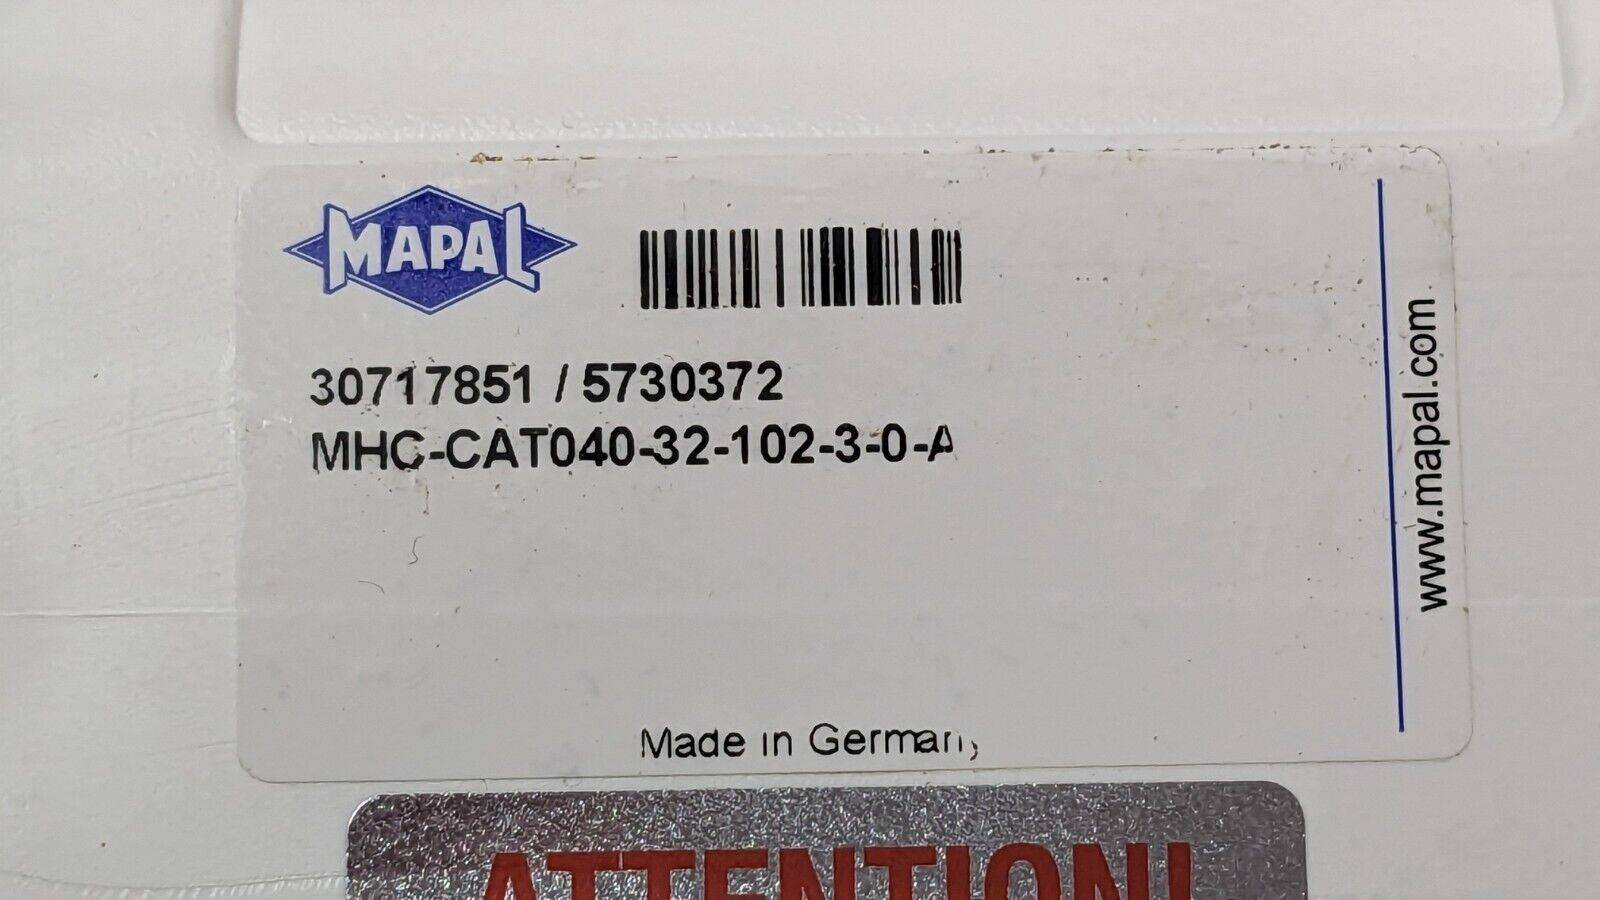 MAPAL
30717851 / 5730372
MHC-CAT040-32-102-3-0-A
Made in Germany
www.mapal.com
ATTENTION!